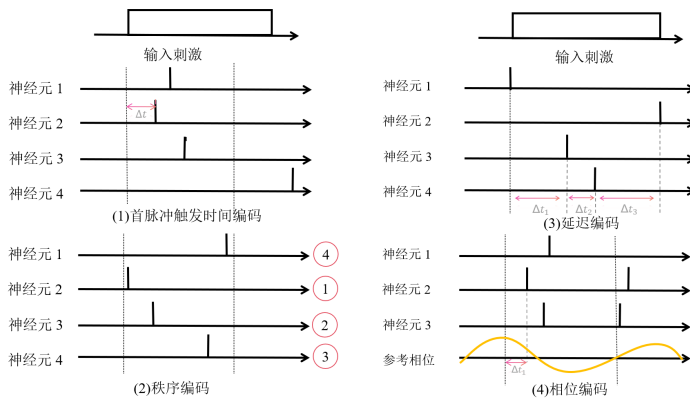 输入刺激
神经元 1
Δt
神经元 2
神经元 3
神经元 4
(1)首脉冲触发时间编码
输入刺激
神经元 1
神经元 2
神经元 3
神经元 4
Δt₁ Δt₂ Δt₃
(3)延迟编码
神经元 1 4
神经元 2 1
神经元 3 2
神经元 4 3
(2)秩序编码
神经元 1
神经元 2
神经元 3
参考相位
Δt₁
(4)相位编码